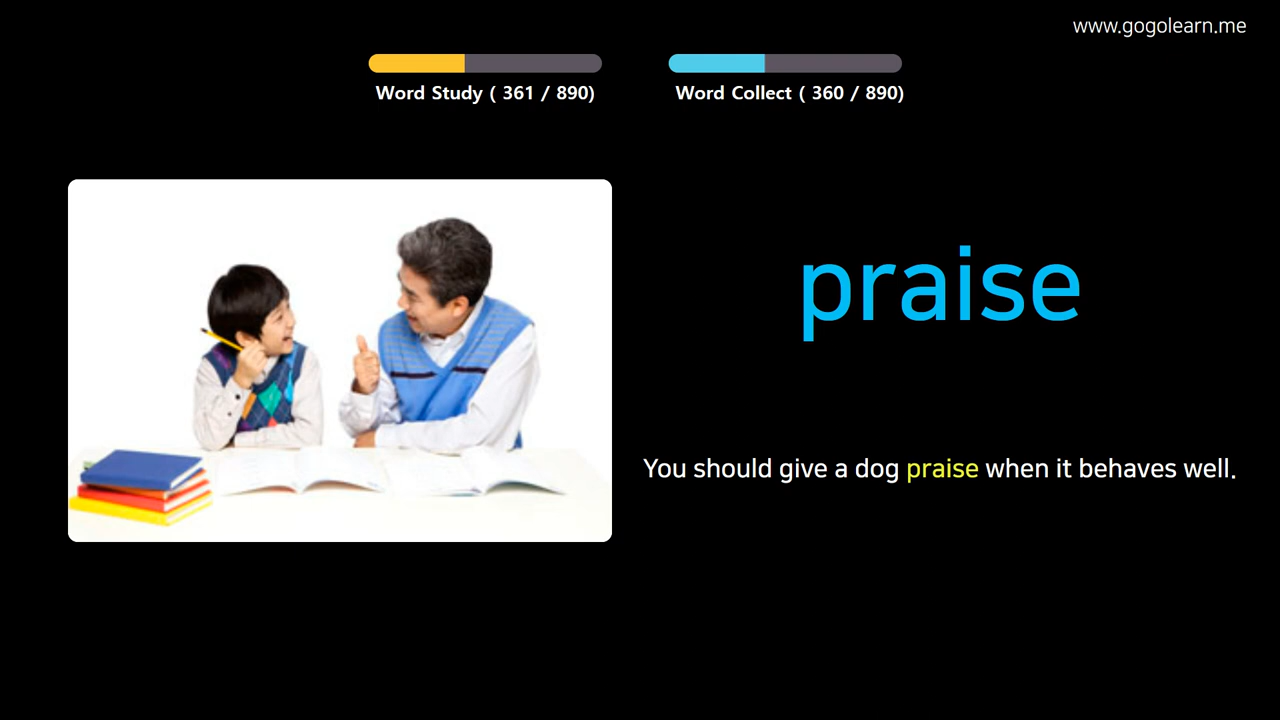 www.gogolearn.me
Word Study ( 361 / 890)
Word Collect ( 360 / 890)
praise
You should give a dog praise when it behaves well.